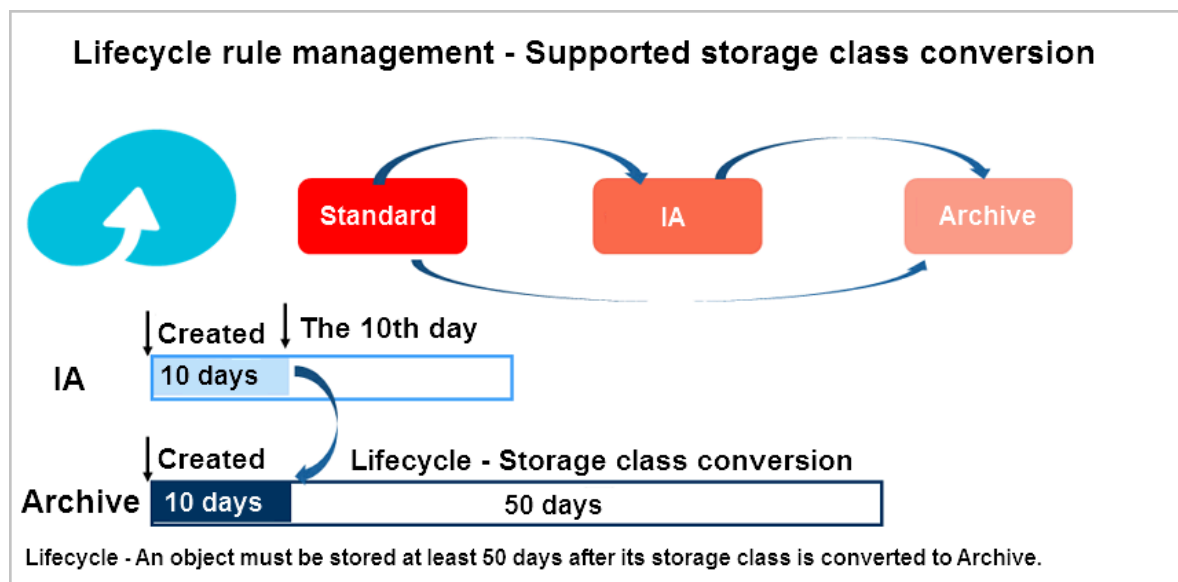 Lifecycle rule management - Supported storage class conversion
Standard
IA
Archive
Created
The 10th day
IA
10 days
Created
Lifecycle - Storage class conversion
Archive
10 days
50 days
Lifecycle - An object must be stored at least 50 days after its storage class is converted to Archive.